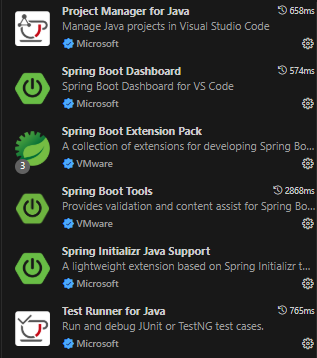 Project Manager for Java 658ms
Manage Java projects in Visual Studio Code
Microsoft
Spring Boot Dashboard 574ms
Spring Boot Dashboard for VS Code
Microsoft
Spring Boot Extension Pack
A collection of extensions for developing Spring Bo...
3 VMware
Spring Boot Tools 2868ms
Provides validation and content assist for Spring Bo...
VMware
Spring Initializr Java Support
A lightweight extension based on Spring Initializr t...
Microsoft
Test Runner for Java 765ms
Run and debug JUnit or TestNG test cases.
Microsoft